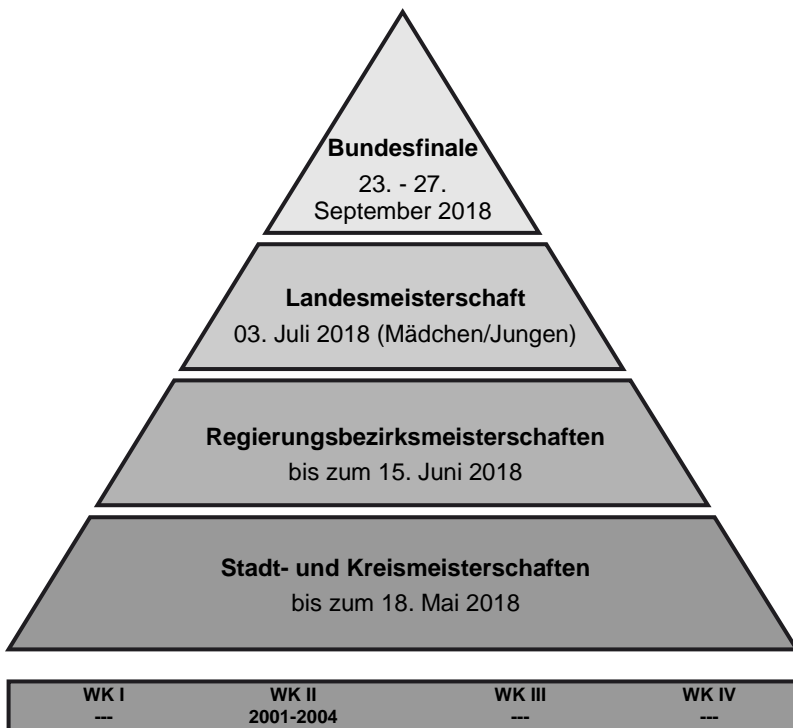 Bundesfinale
23. - 27.
September 2018
Landesmeisterschaft
03. Juli 2018 (Mädchen/Jungen)
Regierungsbezirksmeisterschaften
bis zum 15. Juni 2018
Stadt- und Kreismeisterschaften
bis zum 18. Mai 2018
WK I WK II WK III WK IV
--- 2001-2004 --- ---